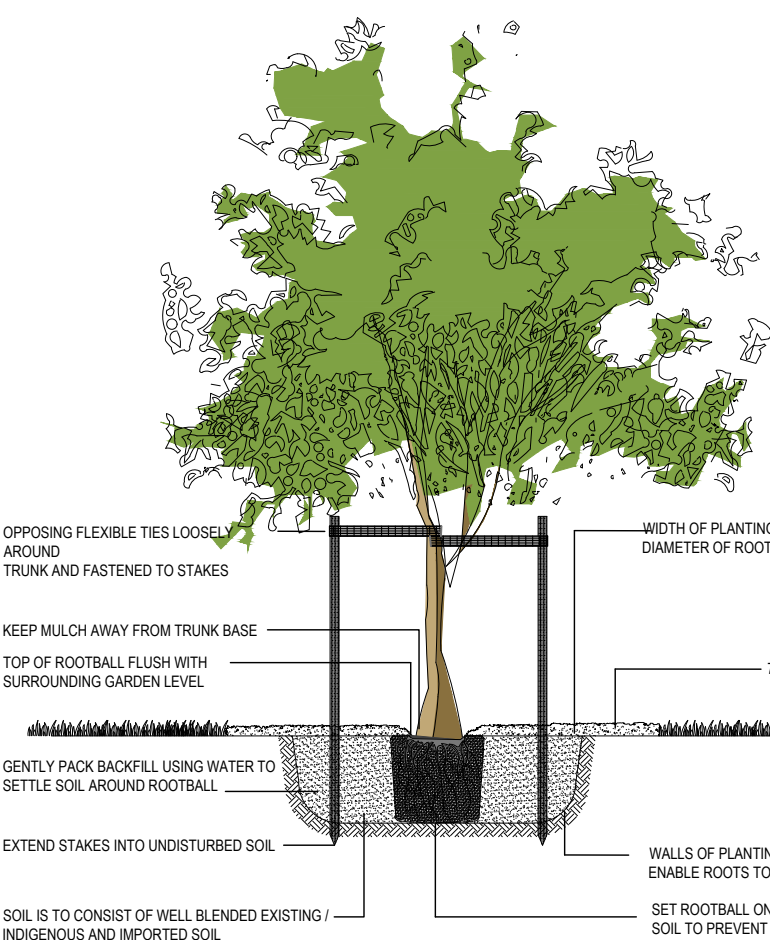 OPPOSING FLEXIBLE TIES LOOSELY
AROUND
TRUNK AND FASTENED TO STAKES
KEEP MULCH AWAY FROM TRUNK BASE
TOP OF ROOTBALL FLUSH WITH
SURROUNDING GARDEN LEVEL
GENTLY PACK BACKFILL USING WATER TO
SETTLE SOIL AROUND ROOTBALL
EXTEND STAKES INTO UNDISTURBED SOIL
SOIL IS TO CONSIST OF WELL BLENDED EXISTING /
INDIGENOUS AND IMPORTED SOIL
WIDTH OF PLANTING
DIAMETER OF ROOT
WALLS OF PLANTIN
ENABLE ROOTS TO
SET ROOTBALL ON
SOIL TO PREVENT